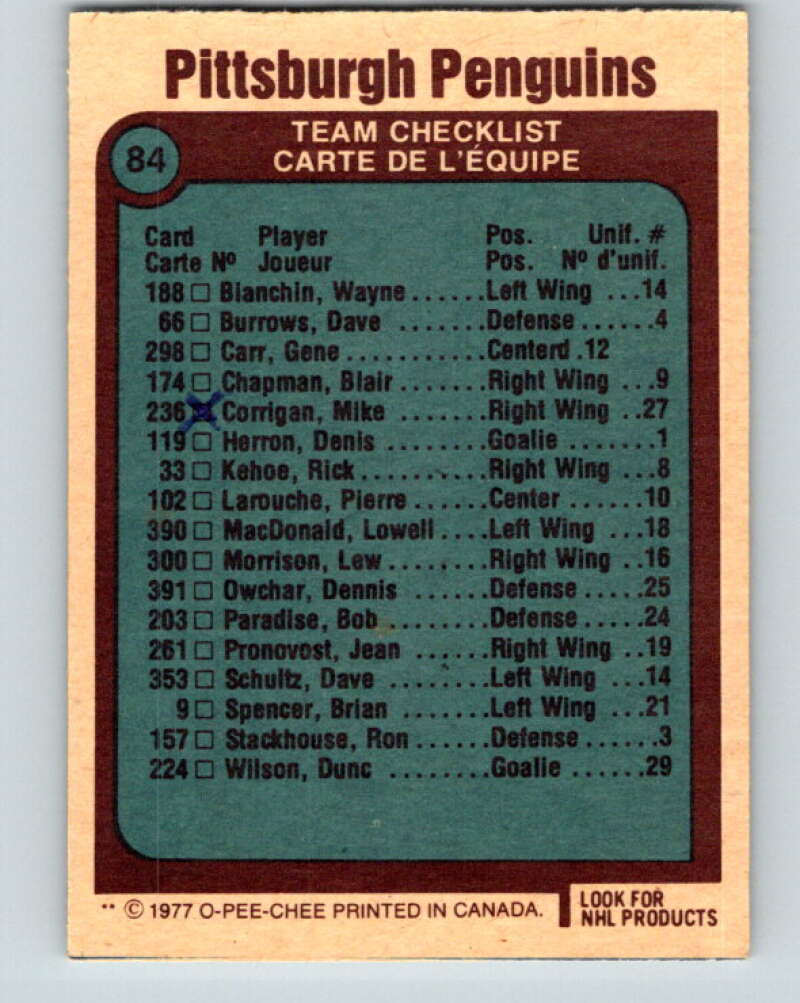 Pittsburgh Penguins
84
TEAM CHECKLIST
CARTE DE L'ÉQUIPE
Card Player Pos. Unif. #
Carte Nº Joueur Pos. Nº d'unif.
188 □ Bianchin, Wayne ...... Left Wing ...14
66 □ Burrows, Dave .......Defense......4
298 □ Carr, Gene ...........Centerd .12
174 □ Chapman, Blair .......Right Wing ...9
236 ☒ Corrigan, Mike ........Right Wing ..27
119 □ Herron, Denis ........Goalie .......1
33 □ Kehoe, Rick..........Right Wing ...8
102 □ Larouche, Pierre ......Center ......10
390 □ MacDonald, Lowell ....Left Wing ...18
300 □ Morrison, Lew ........Right Wing ..16
391 □ Owchar, Dennis .......Defense.....25
203 □ Paradise, Bob ........Defense.....24
261 □ Pronovost, Jean ......Right Wing ..19
353 □ Schultz, Dave ........Left Wing ...14
9 □ Spencer, Brian .......Left Wing ...21
157 □ Stackhouse, Ron ......Defense......3
224 □ Wilson, Dunc ........Goalie ......29
** © 1977 O-PEE-CHEE PRINTED IN CANADA.
LOOK FOR
NHL PRODUCTS